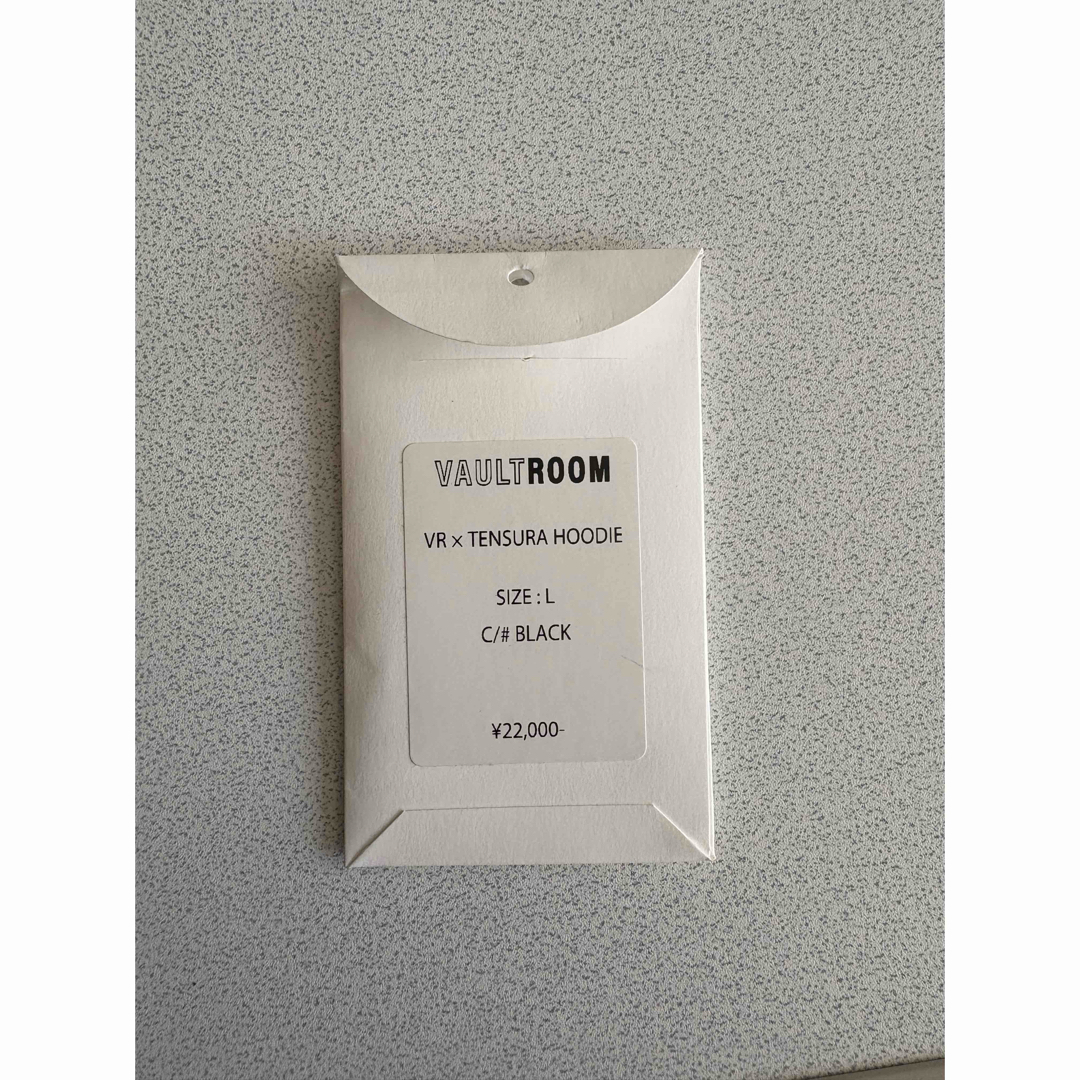 VAULTROOM
VR × TENSURA HOODIE
SIZE : L
C/# BLACK
¥22,000-